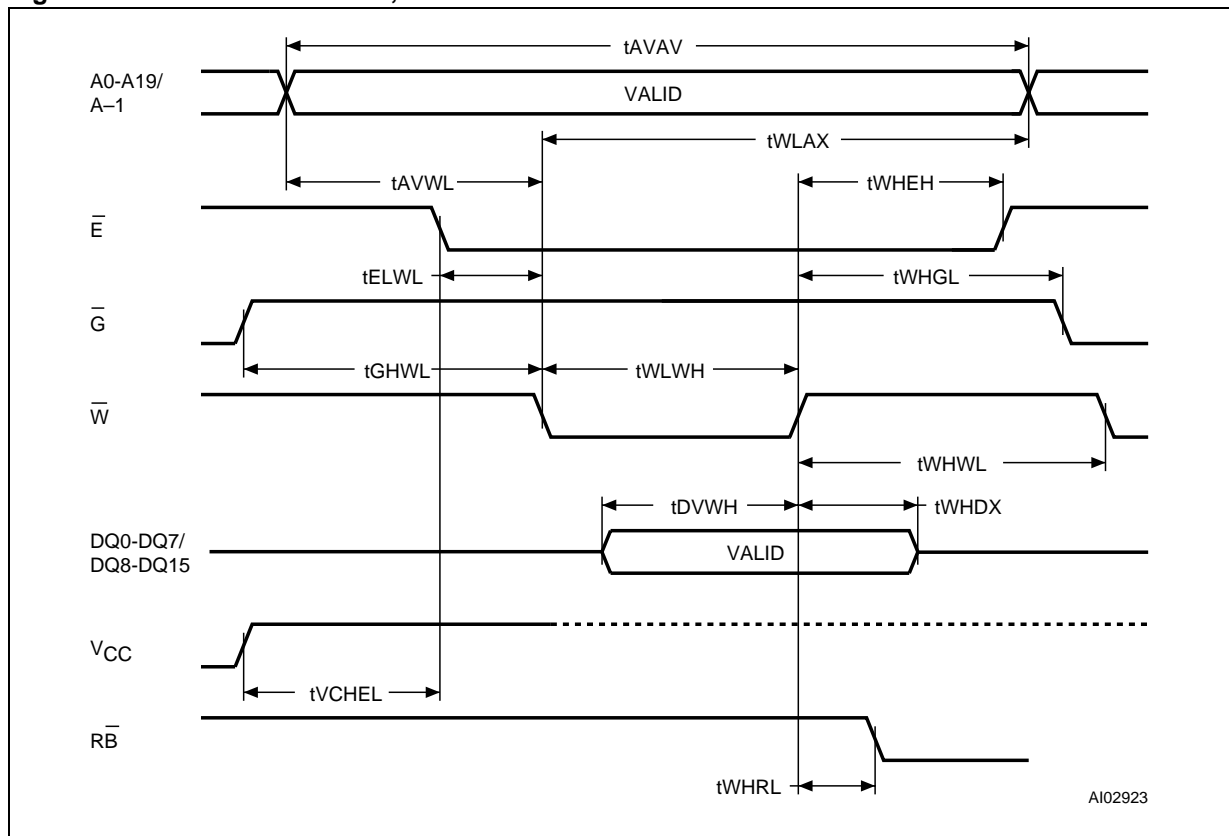 tAVAV
A0-A19/
A–1
VALID
tWLAX
tAVWL
tWHEH
E̅
tELWL
tWHGL
G̅
tGHWL
tWLWH
W̅
tWHWL
tDVWH
tWHDX
DQ0-DQ7/
DQ8-DQ15
VALID
VCC
tVCHEL
RB̅
tWHRL
AI02923